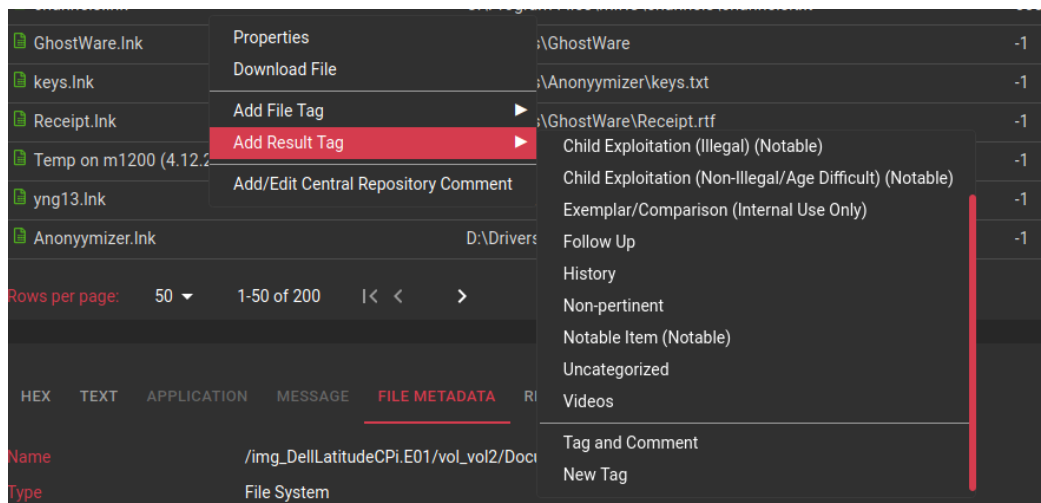 GhostWare.lnk
s\GhostWare
-1
keys.lnk
s\Anonyymizer\keys.txt
-1
Receipt.lnk
s\GhostWare\Receipt.rtf
-1
Temp on m1200 (4.12.2
-1
yng13.lnk
-1
Anonyymizer.lnk
D:\Drivers
-1
Properties
Download File
Add File Tag
Add Result Tag
Add/Edit Central Repository Comment
Child Exploitation (Illegal) (Notable)
Child Exploitation (Non-Illegal/Age Difficult) (Notable)
Exemplar/Comparison (Internal Use Only)
Follow Up
History
Non-pertinent
Notable Item (Notable)
Uncategorized
Videos
Tag and Comment
New Tag
Rows per page: 50 1-50 of 200
HEX TEXT APPLICATION MESSAGE FILE METADATA
Name /img_DellLatitudeCPi.E01/vol_vol2/Docu
Type File System